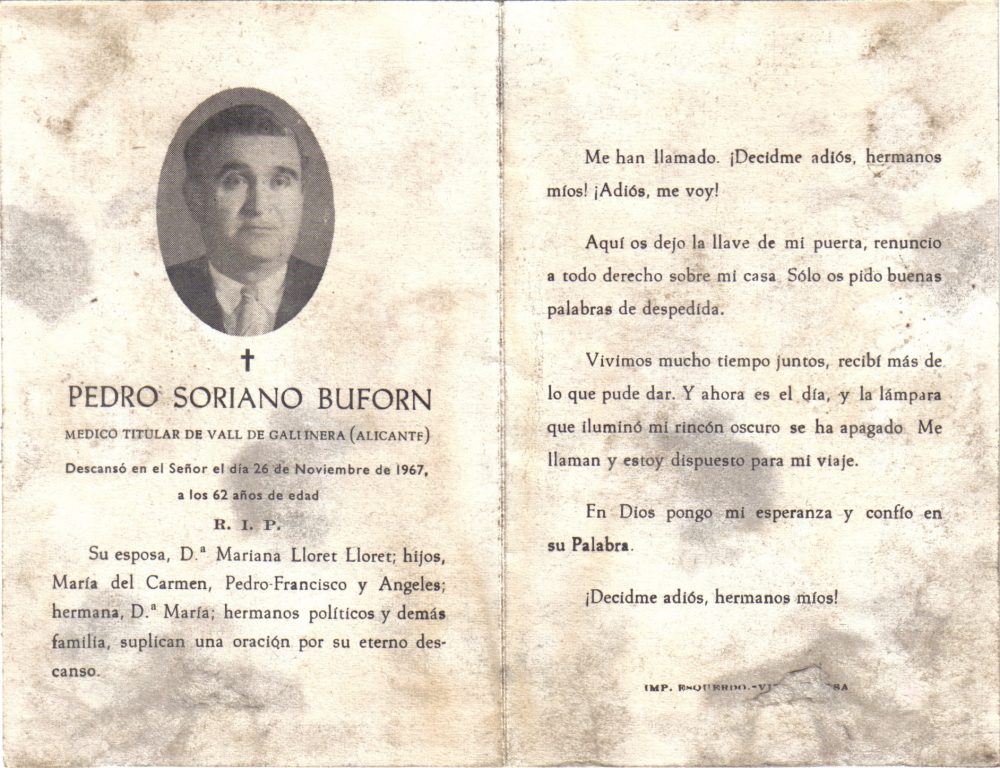 ✝
PEDRO SORIANO BUFORN
MEDICO TITULAR DE VALL DE GALLINERA (ALICANTE)
Descansó en el Señor el día 26 de Noviembre de 1967,
a los 62 años de edad
R. I. P.
Su esposa, D.ª Mariana Lloret Lloret; hijos,
María del Carmen, Pedro-Francisco y Angeles;
hermana, D.ª María; hermanos políticos y demás
familia, suplican una oración por su eterno des-
canso.
Me han llamado. ¡Decidme adiós, hermanos
míos! ¡Adiós, me voy!
Aquí os dejo la llave de mi puerta, renuncio
a todo derecho sobre mi casa. Sólo os pido buenas
palabras de despedida.
Vivimos mucho tiempo juntos, recibí más de
lo que pude dar. Y ahora es el día, y la lámpara
que iluminó mi rincón oscuro se ha apagado. Me
llaman y estoy dispuesto para mi viaje.
En Dios pongo mi esperanza y confío en
su Palabra.
¡Decidme adiós, hermanos míos!
IMP. ESQUERDO.-